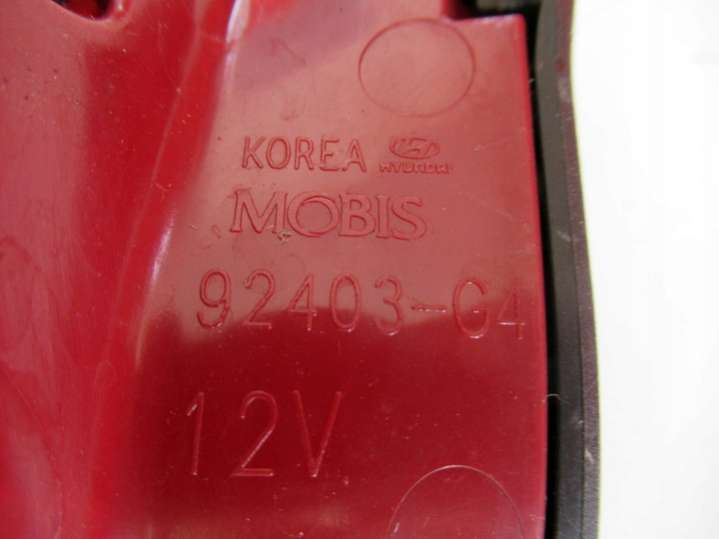 KOREA HYUNDAI
MOBIS
92403-G4
12V